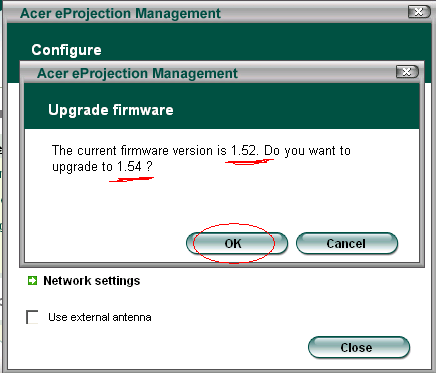 Acer eProjection Management
Configure
Acer eProjection Management
Upgrade firmware
The current firmware version is 1.52. Do you want to
upgrade to 1.54 ?
OK
Cancel
Network settings
Use external antenna
Close